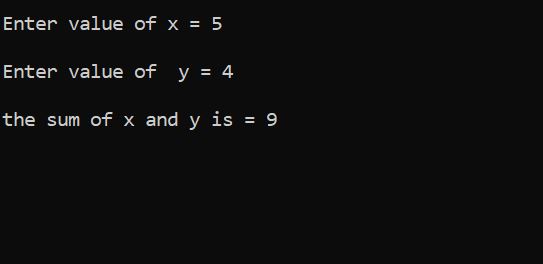 Enter value of x = 5
Enter value of  y = 4
the sum of x and y is = 9